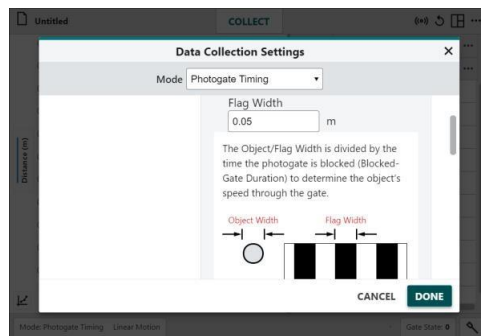 Untitled
COLLECT
Data Collection Settings
Mode Photogate Timing
Flag Width
0.05 m
The Object/Flag Width is divided by the
time the photogate is blocked (Blocked-
Gate Duration) to determine the object's
speed through the gate.
Object Width Flag Width
Distance (m)
CANCEL DONE
Mode: Photogate Timing Linear Motion Gate State: 0